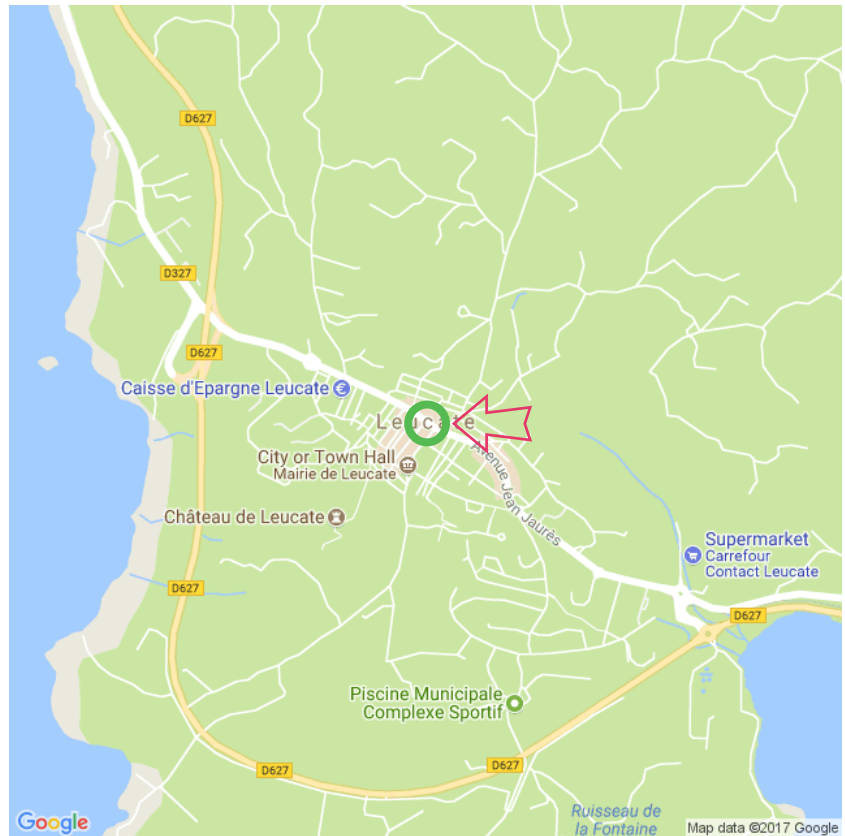 D627
D327
D627
Caisse d'Epargne Leucate
Leucate
City or Town Hall
Mairie de Leucate
Avenue Jean Jaurès
Château de Leucate
Supermarket
Carrefour
Contact Leucate
D627
D627
Piscine Municipale
Complexe Sportif
D627
D627
Ruisseau de
la Fontaine
Google
Map data ©2017 Google